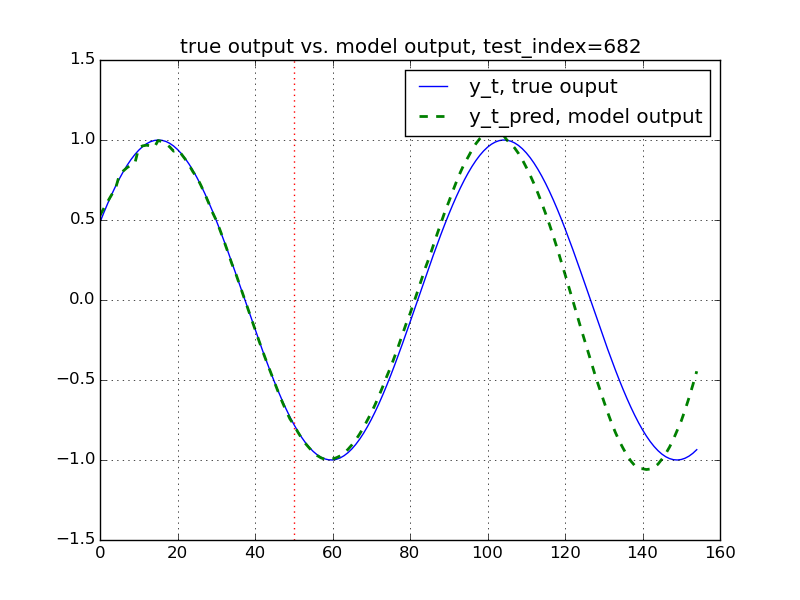 true output vs. model output, test_index=682
y_t, true ouput
y_t_pred, model output
1.5
1.0
0.5
0.0
−0.5
−1.0
−1.5
0 20 40 60 80 100 120 140 160